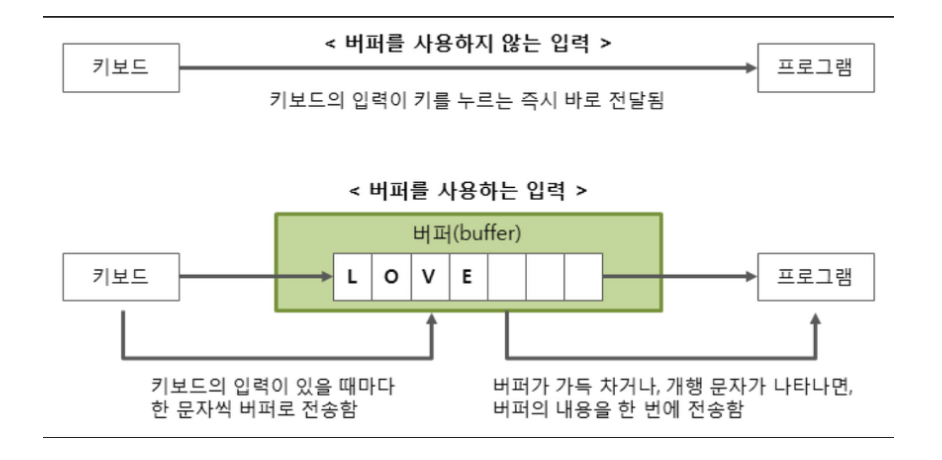 < 버퍼를 사용하지 않는 입력 >
키보드
프로그램
키보드의 입력이 키를 누르는 즉시 바로 전달됨
< 버퍼를 사용하는 입력 >
버퍼(buffer)
키보드
L O V E
프로그램
키보드의 입력이 있을 때마다
한 문자씩 버퍼로 전송함
버퍼가 가득 차거나, 개행 문자가 나타나면,
버퍼의 내용을 한 번에 전송함